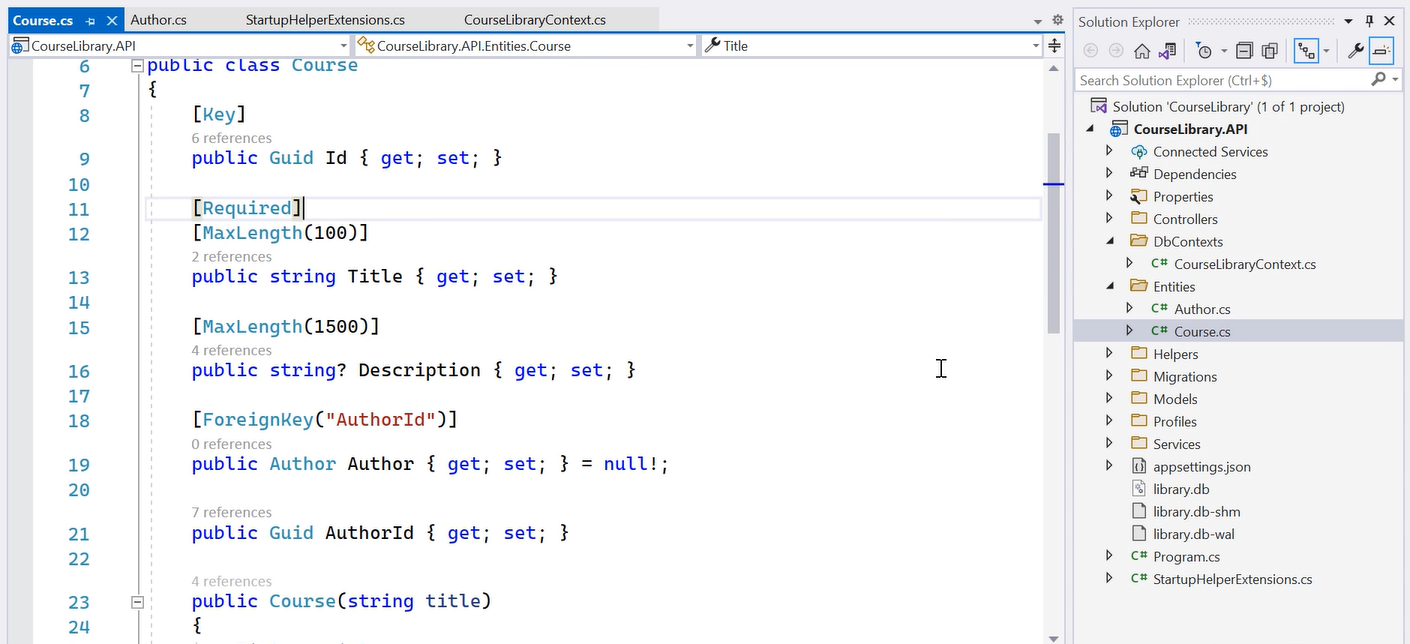 Course.cs
Author.cs
StartupHelperExtensions.cs
CourseLibraryContext.cs
CourseLibrary.API
CourseLibrary.API.Entities.Course
Title
6 public class Course
7 {
8 [Key]
6 references
9 public Guid Id { get; set; }
10
11 [Required]
12 [MaxLength(100)]
2 references
13 public string Title { get; set; }
14
15 [MaxLength(1500)]
4 references
16 public string? Description { get; set; }
17
18 [ForeignKey("AuthorId")]
0 references
19 public Author Author { get; set; } = null!;
20
7 references
21 public Guid AuthorId { get; set; }
22
4 references
23 public Course(string title)
24 {
Solution Explorer
Search Solution Explorer (Ctrl+$)
Solution 'CourseLibrary' (1 of 1 project)
CourseLibrary.API
Connected Services
Dependencies
Properties
Controllers
DbContexts
C# CourseLibraryContext.cs
Entities
C# Author.cs
C# Course.cs
Helpers
Migrations
Models
Profiles
Services
appsettings.json
library.db
library.db-shm
library.db-wal
C# Program.cs
C# StartupHelperExtensions.cs